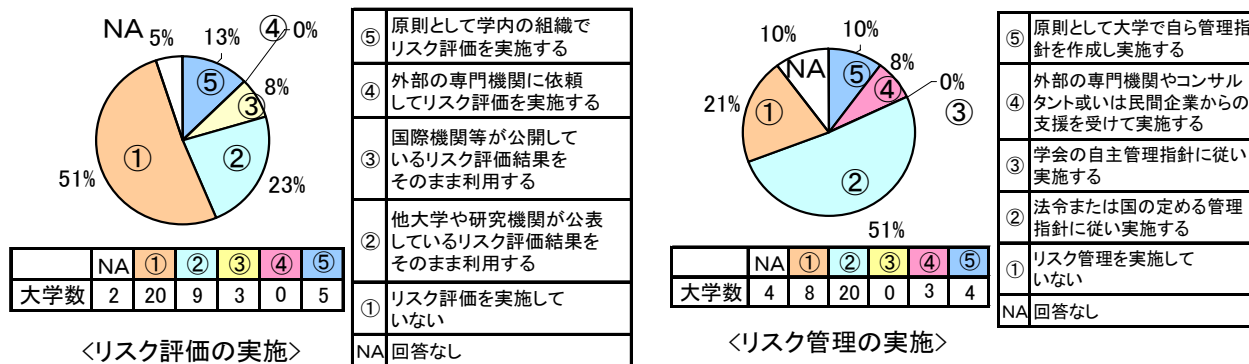 NA 5% 13% ④ 0%
⑤
8%
③
①
②
51%
23%
NA ① ② ③ ④ ⑤
大学数 2 20 9 3 0 5
<リスク評価の実施>
⑤ 原則として学内の組織で
リスク評価を実施する
④ 外部の専門機関に依頼
してリスク評価を実施する
③ 国際機関等が公開して
いるリスク評価結果を
そのまま利用する
② 他大学や研究機関が公表
しているリスク評価結果を
そのまま利用する
① リスク評価を実施して
いない
NA 回答なし
10% 10%
NA ⑤ 8%
④ 0%
21% ①
③
②
51%
NA ① ② ③ ④ ⑤
大学数 4 8 20 0 3 4
<リスク管理の実施>
⑤ 原則として大学で自ら管理指
針を作成し実施する
④ 外部の専門機関やコンサル
タント或いは民間企業からの
支援を受けて実施する
③ 学会の自主管理指針に従い
実施する
② 法令または国の定める管理
指針に従い実施する
① リスク管理を実施して
いない
NA 回答なし